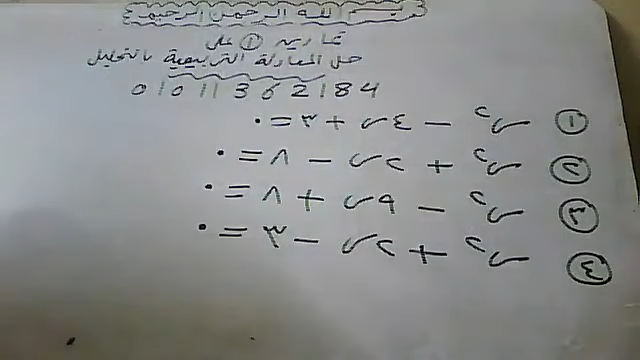 بسم الله الرحمن الرحيم
تمارين ① على
حل المعادلة التربيعية بالتحليل
01011362184
① س٢ - ٤س + ٣ = ٠
② س٢ + ٢س - ٨ = ٠
③ س٢ - ٩س + ٨ = ٠
④ س٢ + ٢س - ٣ = ٠